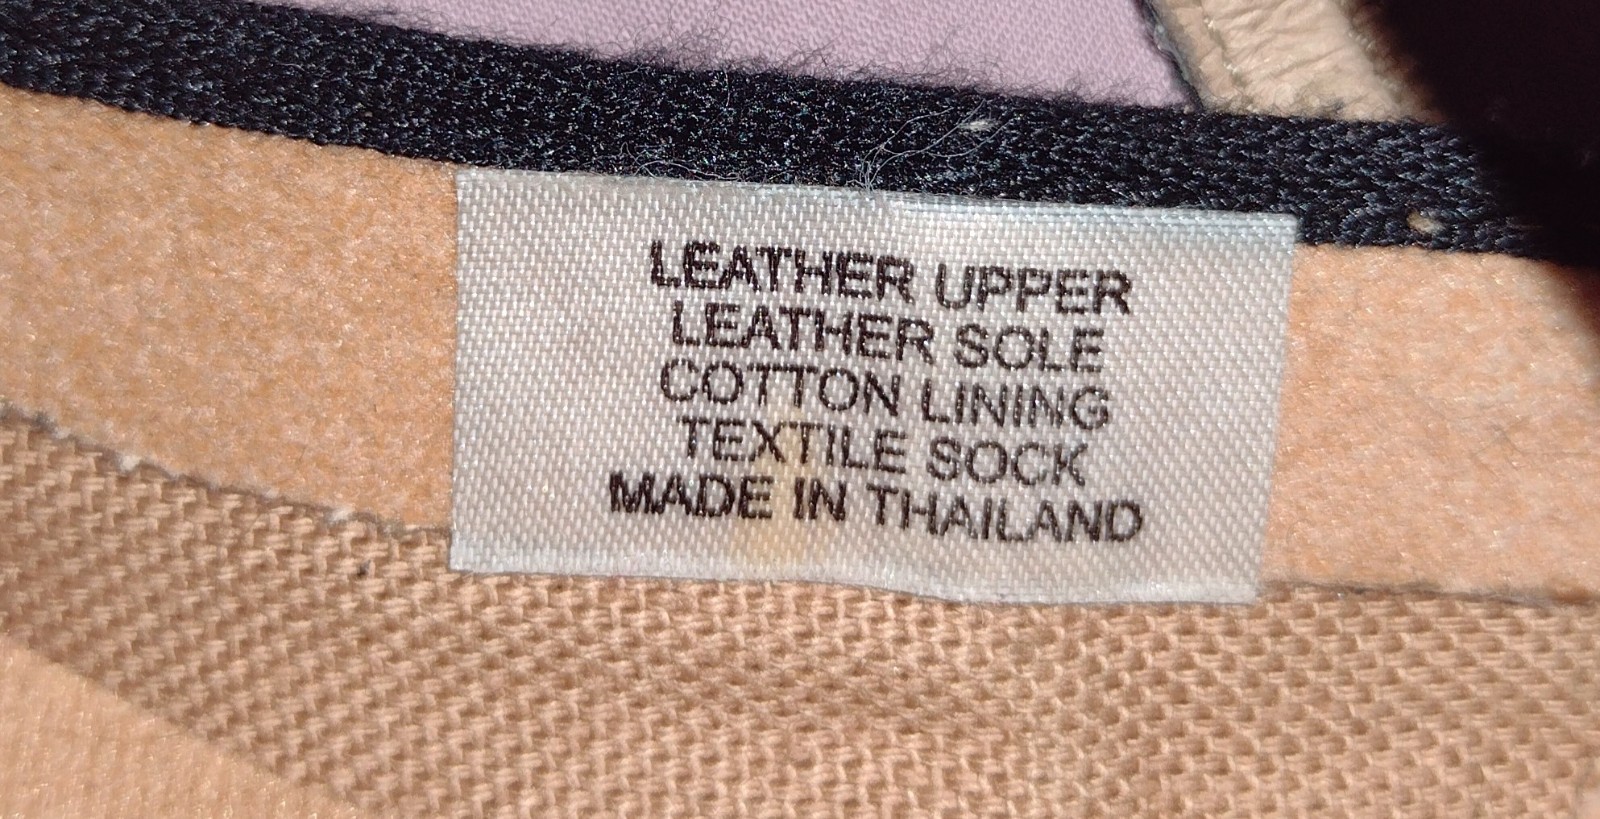 LEATHER UPPER
LEATHER SOLE
COTTON LINING
TEXTILE SOCK
MADE IN THAILAND